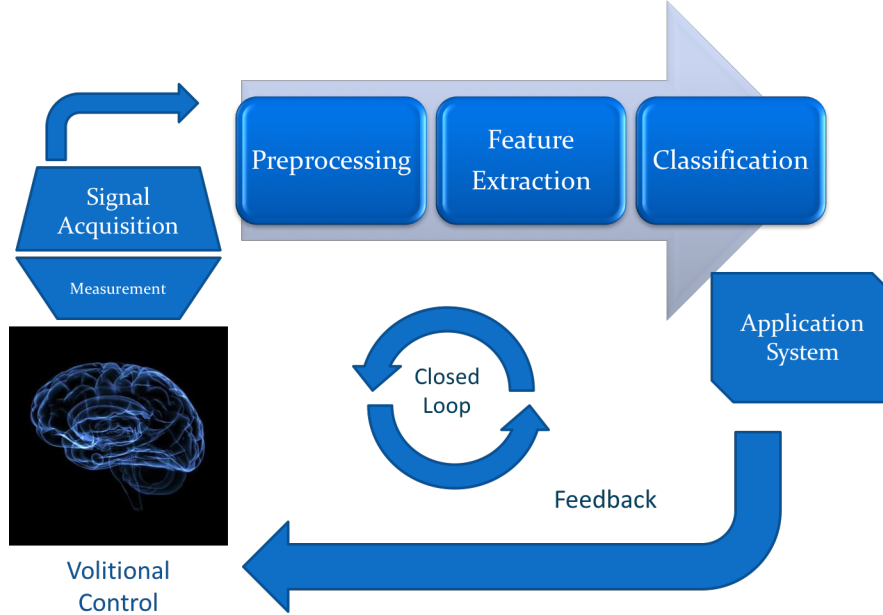 Preprocessing
Feature
Extraction
Classification
Signal
Acquisition
Measurement
Application
System
Closed
Loop
Feedback
Volitional
Control